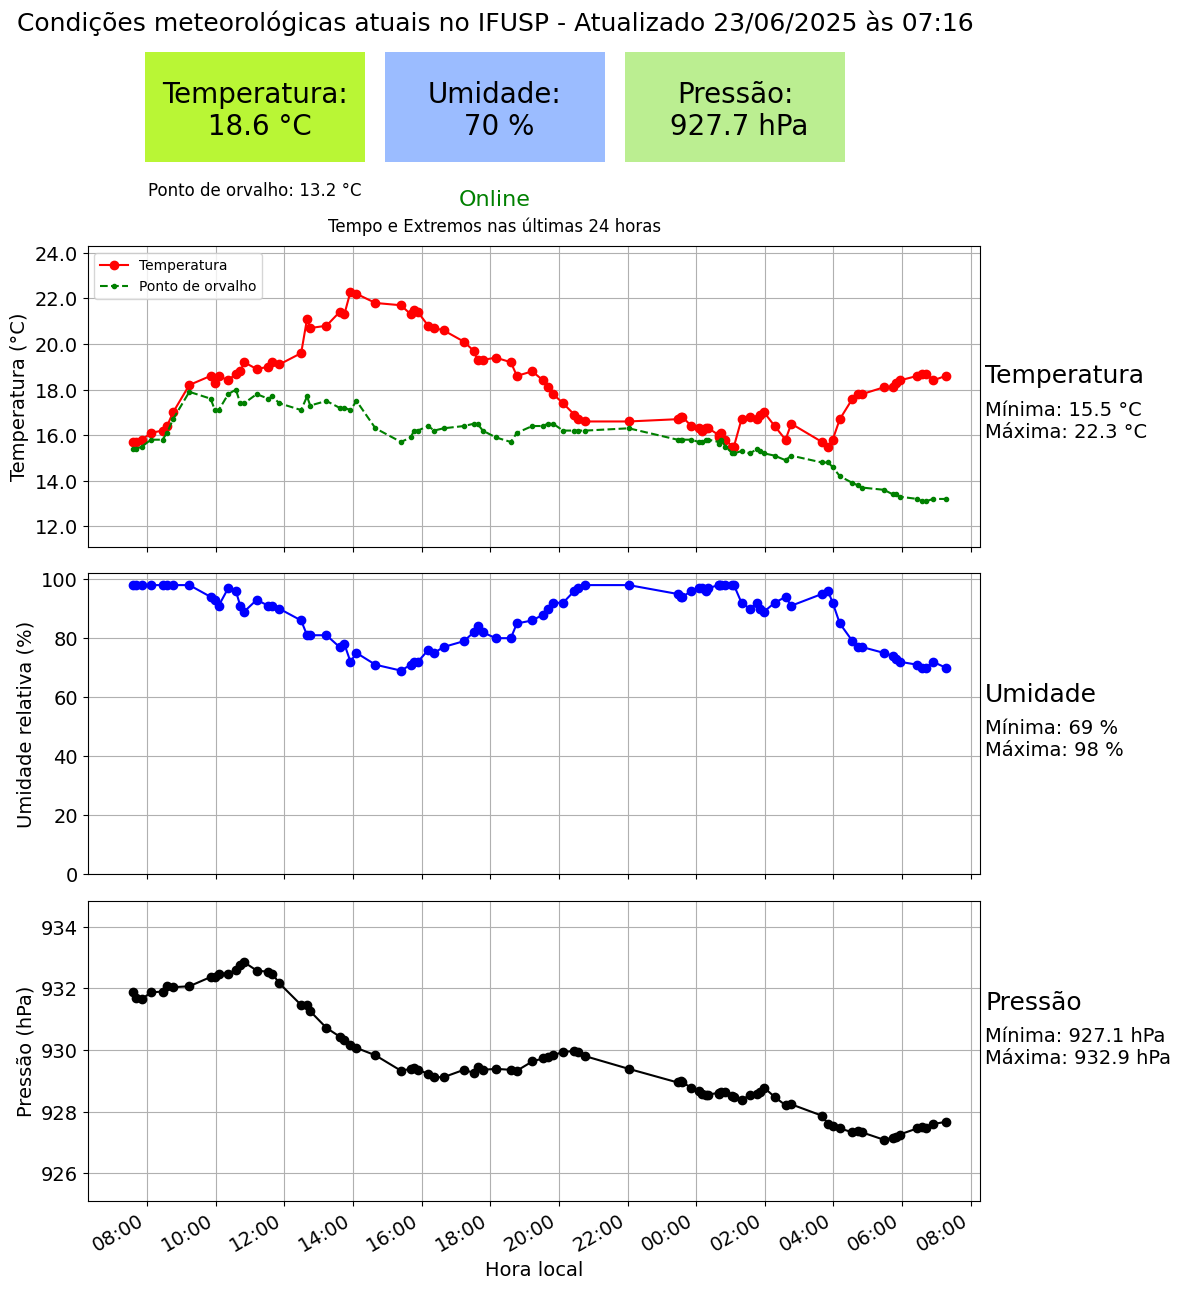 Condições meteorológicas atuais no IFUSP - Atualizado 23/06/2025 às 07:16
Temperatura:
18.6 °C
Umidade:
70 %
Pressão:
927.7 hPa
Ponto de orvalho: 13.2 °C
Online
Tempo e Extremos nas últimas 24 horas
Temperatura (°C)
24.0
22.0
20.0
18.0
16.0
14.0
12.0
Temperatura
Ponto de orvalho
Temperatura
Mínima: 15.5 °C
Máxima: 22.3 °C
Umidade relativa (%)
100
80
60
40
20
0
Umidade
Mínima: 69 %
Máxima: 98 %
Pressão (hPa)
934
932
930
928
926
Pressão
Mínima: 927.1 hPa
Máxima: 932.9 hPa
08:00 10:00 12:00 14:00 16:00 18:00 20:00 22:00 00:00 02:00 04:00 06:00 08:00
Hora local